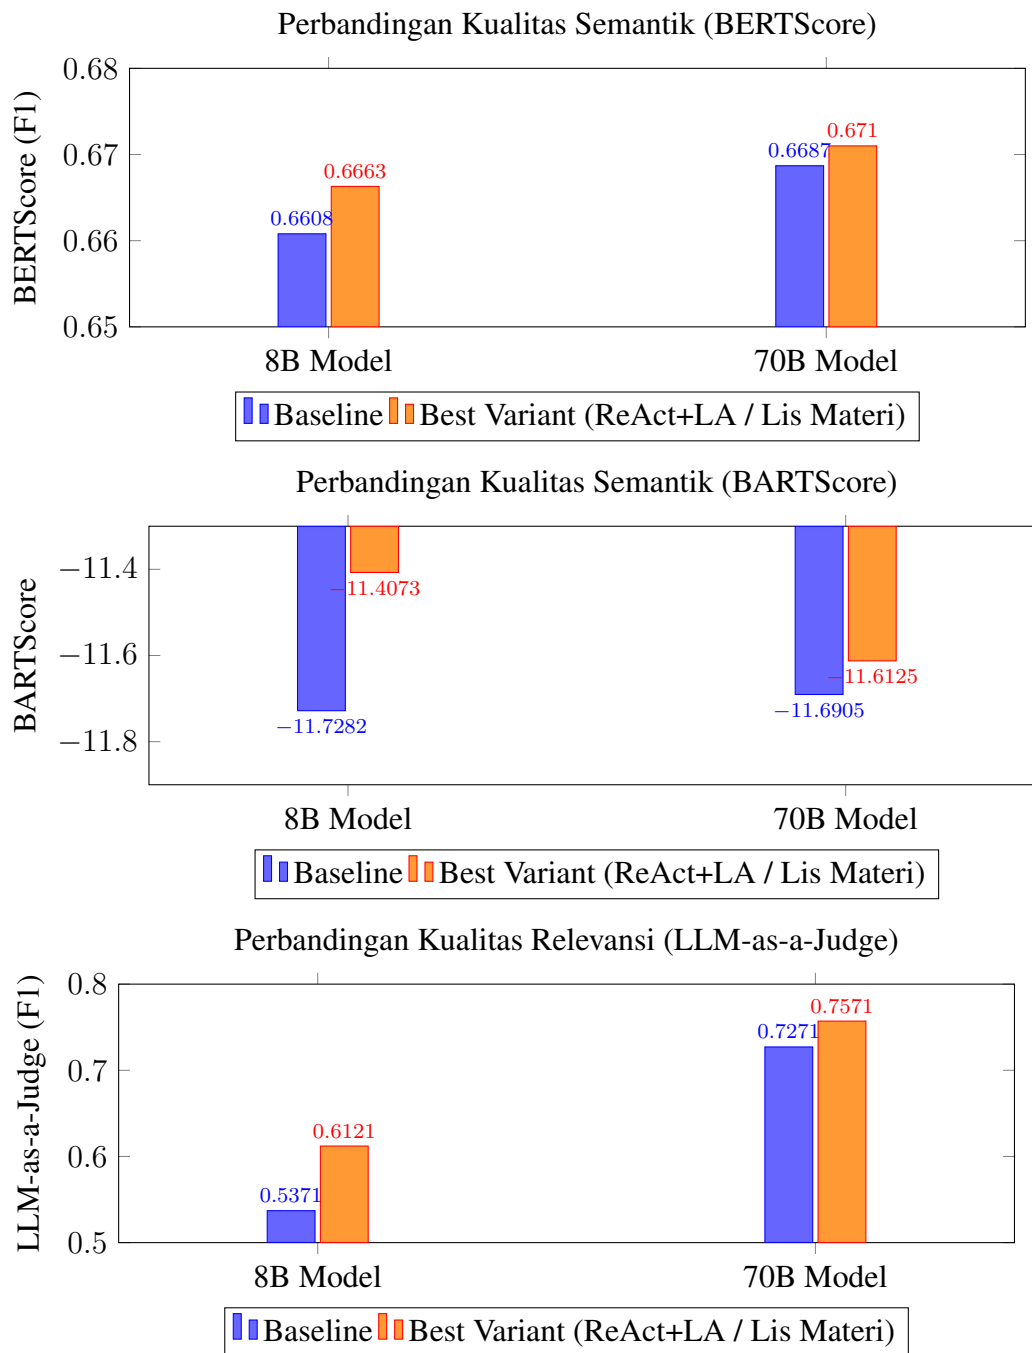 Perbandingan Kualitas Semantik (BERTScore)
BERTScore (F1)
0.68
0.67
0.66
0.65
0.6608
0.6663
0.6687
0.671
8B Model
70B Model
Baseline Best Variant (ReAct+LA / Lis Materi)
Perbandingan Kualitas Semantik (BARTScore)
BARTScore
−11.4
−11.6
−11.8
−11.7282
−11.4073
−11.6905
−11.6125
8B Model
70B Model
Baseline Best Variant (ReAct+LA / Lis Materi)
Perbandingan Kualitas Relevansi (LLM-as-a-Judge)
LLM-as-a-Judge (F1)
0.8
0.7
0.6
0.5
0.5371
0.6121
0.7271
0.7571
8B Model
70B Model
Baseline Best Variant (ReAct+LA / Lis Materi)